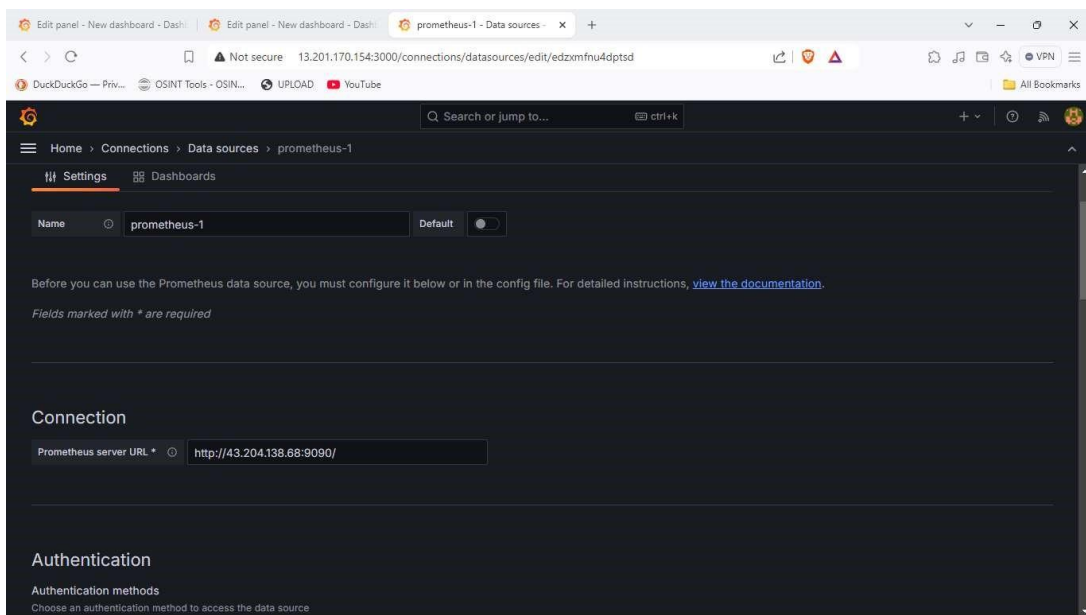 Edit panel - New dashboard - Dash
Edit panel - New dashboard - Dash
prometheus-1 - Data sources -
Not secure 13.201.170.154:3000/connections/datasources/edit/edzxmfnu4dptsd
VPN
DuckDuckGo — Priv... OSINT Tools - OSIN... UPLOAD YouTube All Bookmarks
Search or jump to... ctrl+k
Home › Connections › Data sources › prometheus-1
Settings Dashboards
Name prometheus-1 Default
Before you can use the Prometheus data source, you must configure it below or in the config file. For detailed instructions, view the documentation.
Fields marked with * are required
Connection
Prometheus server URL * http://43.204.138.68:9090/
Authentication
Authentication methods
Choose an authentication method to access the data source